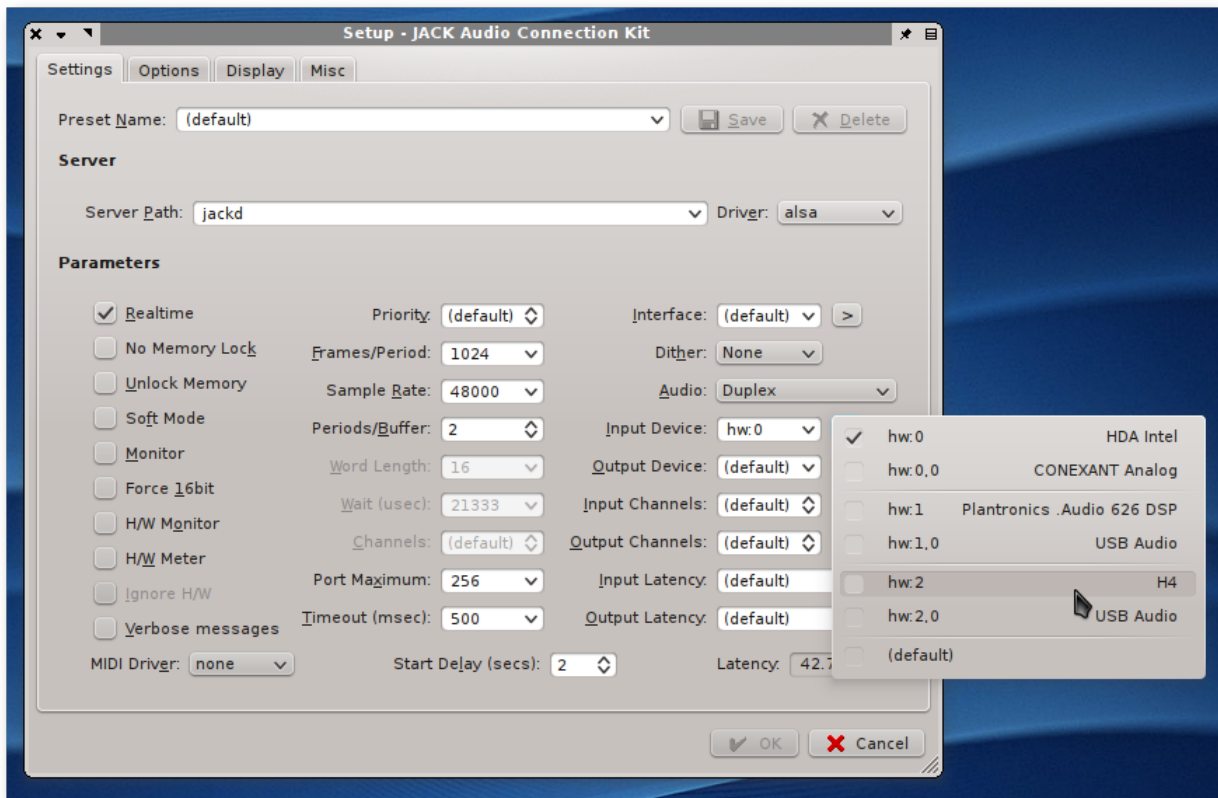 Setup - JACK Audio Connection Kit
Settings Options Display Misc
Preset Name: (default) Save Delete
Server
Server Path: jackd Driver: alsa
Parameters
Realtime Priority: (default) Interface: (default) >
No Memory Lock Frames/Period: 1024 Dither: None
Unlock Memory Sample Rate: 48000 Audio: Duplex
Soft Mode Periods/Buffer: 2 Input Device: hw:0
Monitor Word Length: 16 Output Device: (default)
Force 16bit Wait (usec): 21333 Input Channels: (default)
H/W Monitor Channels: (default) Output Channels: (default)
H/W Meter Port Maximum: 256 Input Latency: (default)
Ignore H/W Timeout (msec): 500 Output Latency: (default)
Verbose messages
MIDI Driver: none Start Delay (secs): 2 Latency: 42.7
OK Cancel
hw:0 HDA Intel
hw:0,0 CONEXANT Analog
hw:1 Plantronics .Audio 626 DSP
hw:1,0 USB Audio
hw:2 H4
hw:2,0 USB Audio
(default)